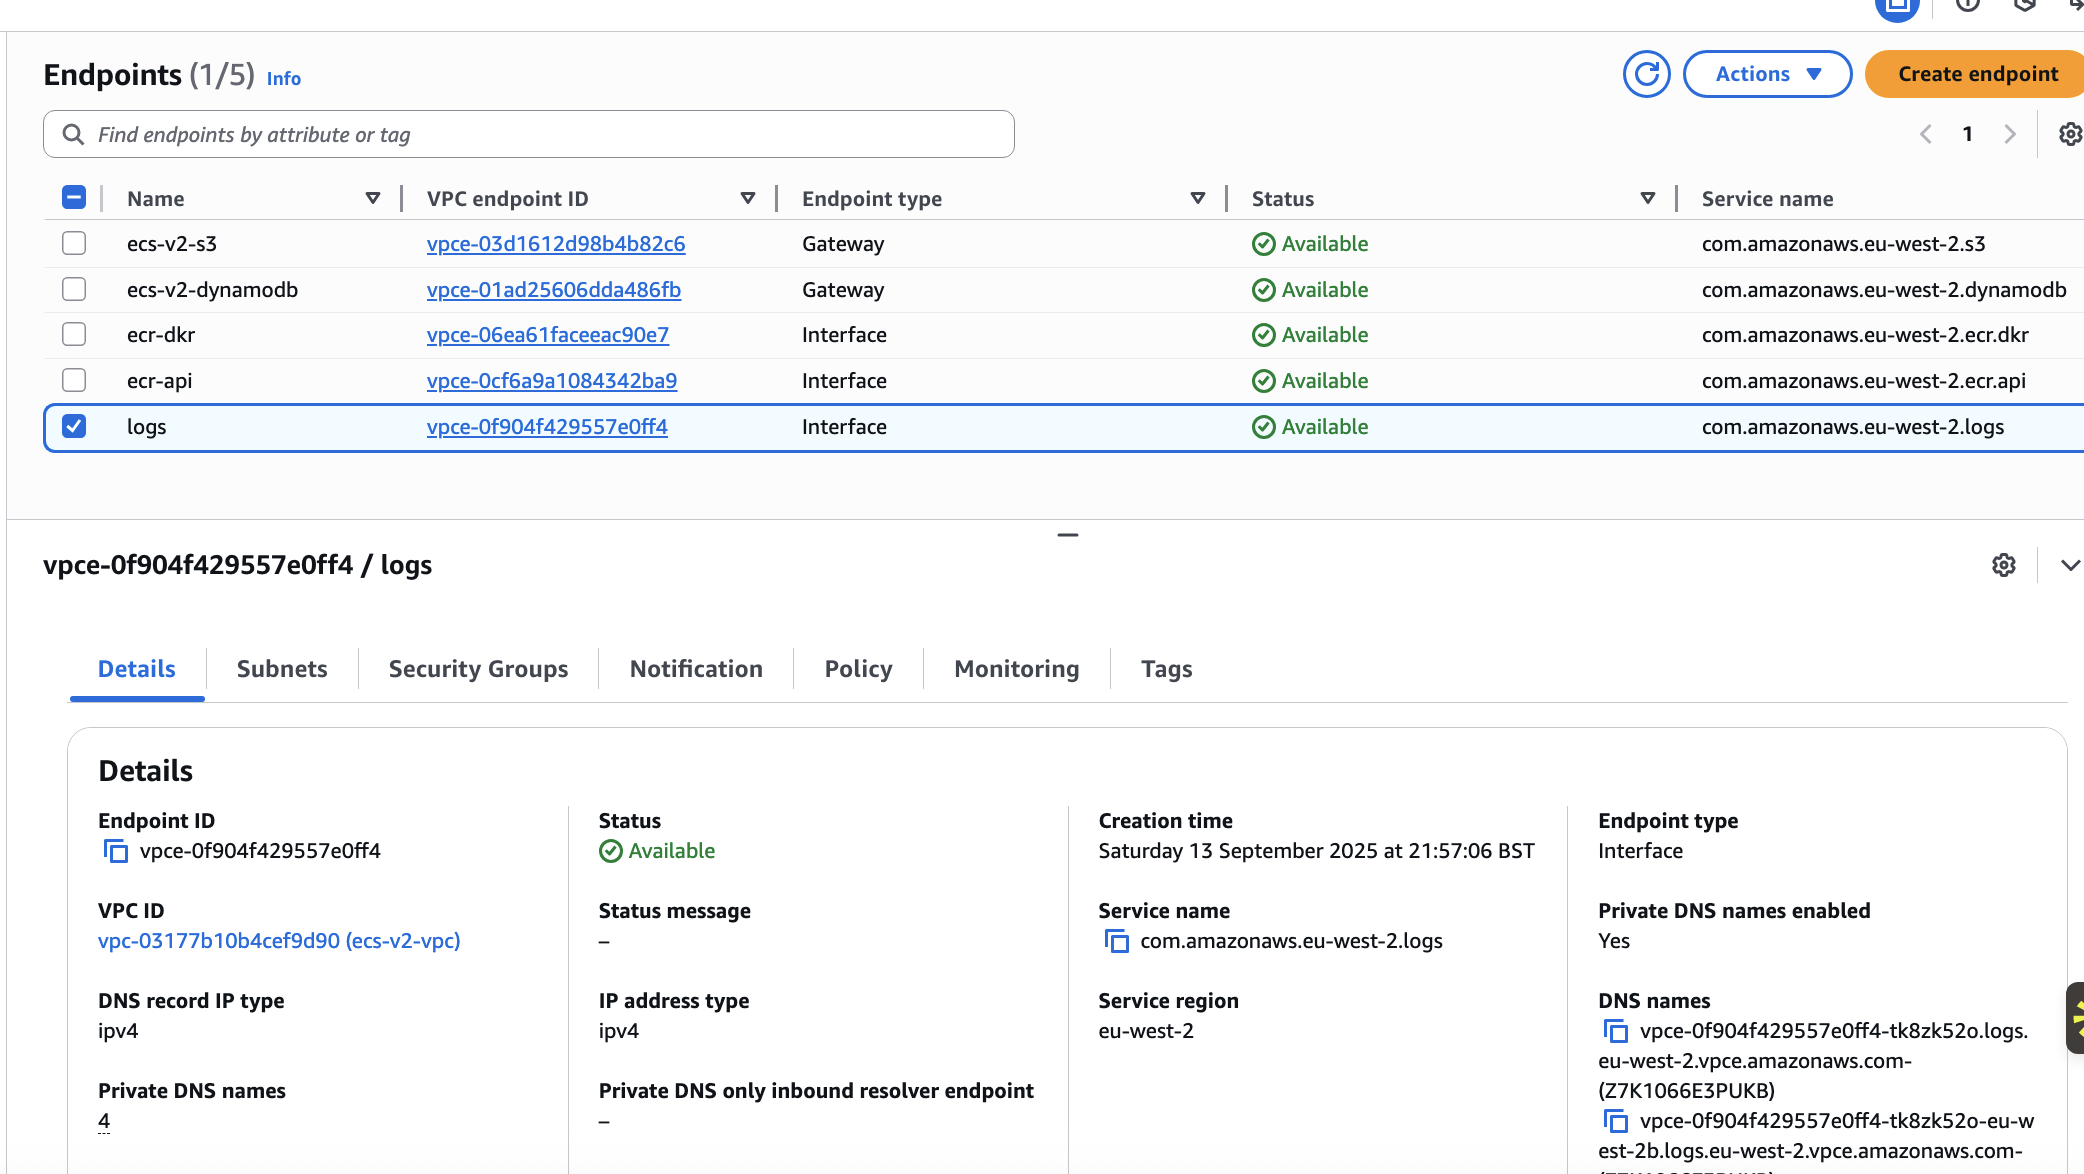 Endpoints (1/5) Info
Actions
Create endpoint
Find endpoints by attribute or tag
1
Name VPC endpoint ID Endpoint type Status Service name
ecs-v2-s3 vpce-03d1612d98b4b82c6 Gateway Available com.amazonaws.eu-west-2.s3
ecs-v2-dynamodb vpce-01ad25606dda486fb Gateway Available com.amazonaws.eu-west-2.dynamodb
ecr-dkr vpce-06ea61faceeac90e7 Interface Available com.amazonaws.eu-west-2.ecr.dkr
ecr-api vpce-0cf6a9a1084342ba9 Interface Available com.amazonaws.eu-west-2.ecr.api
logs vpce-0f904f429557e0ff4 Interface Available com.amazonaws.eu-west-2.logs
vpce-0f904f429557e0ff4 / logs
Details Subnets Security Groups Notification Policy Monitoring Tags
Details
Endpoint ID
vpce-0f904f429557e0ff4
VPC ID
vpc-03177b10b4cef9d90 (ecs-v2-vpc)
DNS record IP type
ipv4
Private DNS names
4
Status
Available
Status message
–
IP address type
ipv4
Private DNS only inbound resolver endpoint
–
Creation time
Saturday 13 September 2025 at 21:57:06 BST
Service name
com.amazonaws.eu-west-2.logs
Service region
eu-west-2
Endpoint type
Interface
Private DNS names enabled
Yes
DNS names
vpce-0f904f429557e0ff4-tk8zk52o.logs.
eu-west-2.vpce.amazonaws.com-
(Z7K1066E3PUKB)
vpce-0f904f429557e0ff4-tk8zk52o-eu-w
est-2b.logs.eu-west-2.vpce.amazonaws.com-